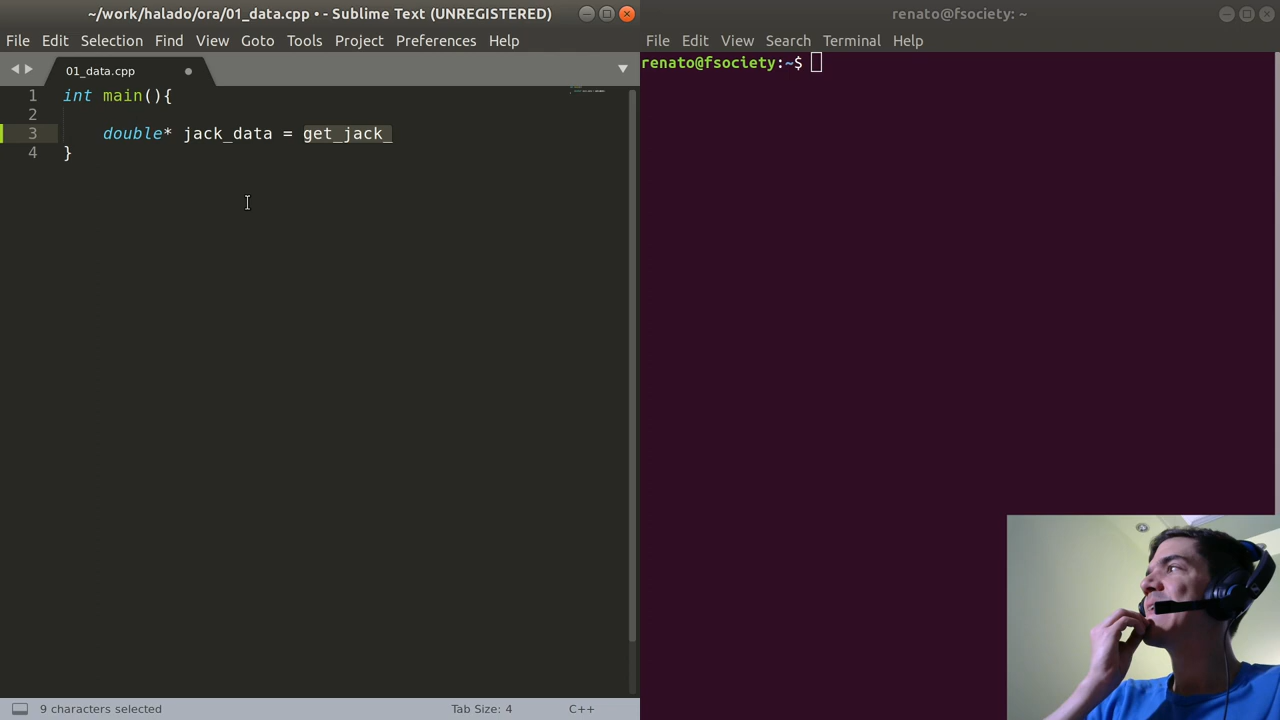 ~/work/halado/ora/01_data.cpp • - Sublime Text (UNREGISTERED)
File Edit Selection Find View Goto Tools Project Preferences Help
01_data.cpp
1 int main(){
2
3 double* jack_data = get_jack_
4 }
9 characters selected
Tab Size: 4
C++
renato@fsociety: ~
File Edit View Search Terminal Help
renato@fsociety:~$